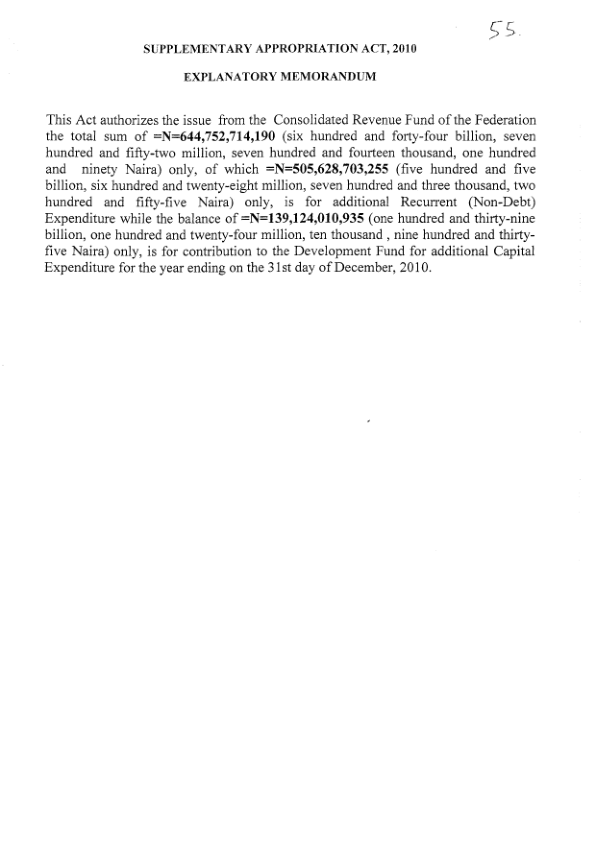 55.
SUPPLEMENTARY APPROPRIATION ACT, 2010
EXPLANATORY MEMORANDUM
This Act authorizes the issue from the Consolidated Revenue Fund of the Federation
the total sum of =N=644,752,714,190 (six hundred and forty-four billion, seven
hundred and fifty-two million, seven hundred and fourteen thousand, one hundred
and ninety Naira) only, of which =N=505,628,703,255 (five hundred and five
billion, six hundred and twenty-eight million, seven hundred and three thousand, two
hundred and fifty-five Naira) only, is for additional Recurrent (Non-Debt)
Expenditure while the balance of =N=139,124,010,935 (one hundred and thirty-nine
billion, one hundred and twenty-four million, ten thousand , nine hundred and thirty-
five Naira) only, is for contribution to the Development Fund for additional Capital
Expenditure for the year ending on the 31st day of December, 2010.